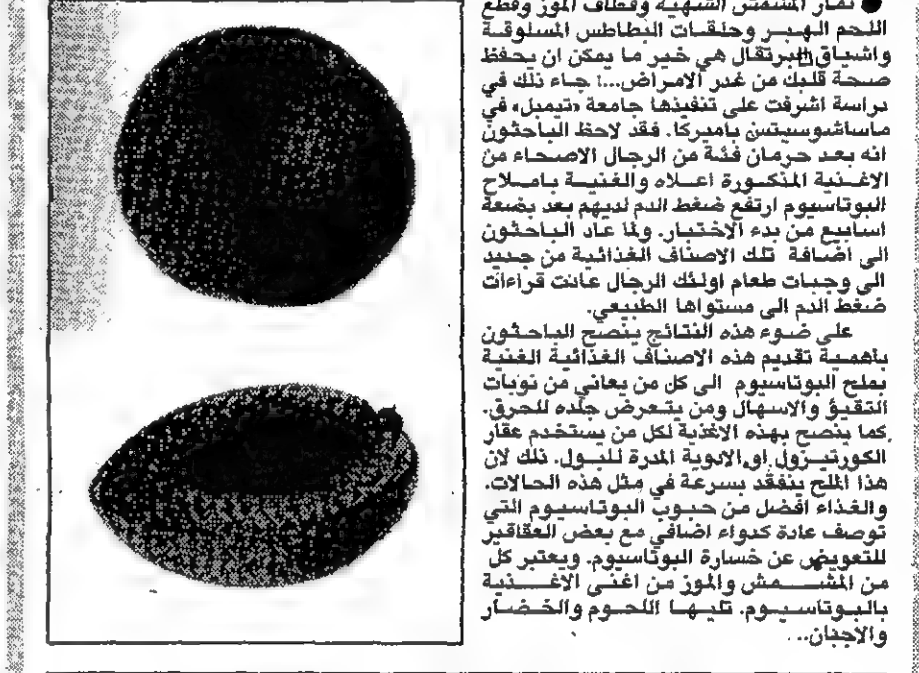 ● ثمار المشمش الشهية وقطاف الموز وقطع
اللحم الهبر وحلقات البطاطس المسلوقة
واشياق البرتقال هي خير ما يمكن ان يحفظ
صحة قلبك من غدر الامراض...! جاء ذلك في
دراسة اشرفت على تنفيذها جامعة «تيمبل» في
ماساشوسيتس بأميركا. فقد لاحظ الباحثون
انه بعد حرمان فئة من الرجال الاصحاء من
الاغذية المذكورة اعلاه والغنية باملاح
البوتاسيوم ارتفع ضغط الدم لديهم بعد بضعة
اسابيع من بدء الاختبار. ولما عاد الباحثون
الى اضافة تلك الاصناف الغذائية من جديد
الى وجبات طعام اولئك الرجال عادت قراءات
ضغط الدم الى مستواها الطبيعي.
على ضوء هذه النتائج ينصح الباحثون
بأهمية تقديم هذه الاصناف الغذائية الغنية
بملح البوتاسيوم الى كل من يعاني من نوبات
التقيؤ والاسهال ومن يتعرض جلده للحرق.
كما ينصح بهذه الاغذية لكل من يستخدم عقار
الكورتيزول او الادوية المدرة للبول. ذلك لان
هذا الملح ينفقد بسرعة في مثل هذه الحالات.
والغذاء افضل من حبوب البوتاسيوم التي
توصف عادة كدواء اضافي مع بعض العقاقير
للتعويض عن خسارة البوتاسيوم. ويعتبر كل
من المشمش والموز من اغنى الاغذية
بالبوتاسيوم. تليها اللحوم والخضار
والاجبان..